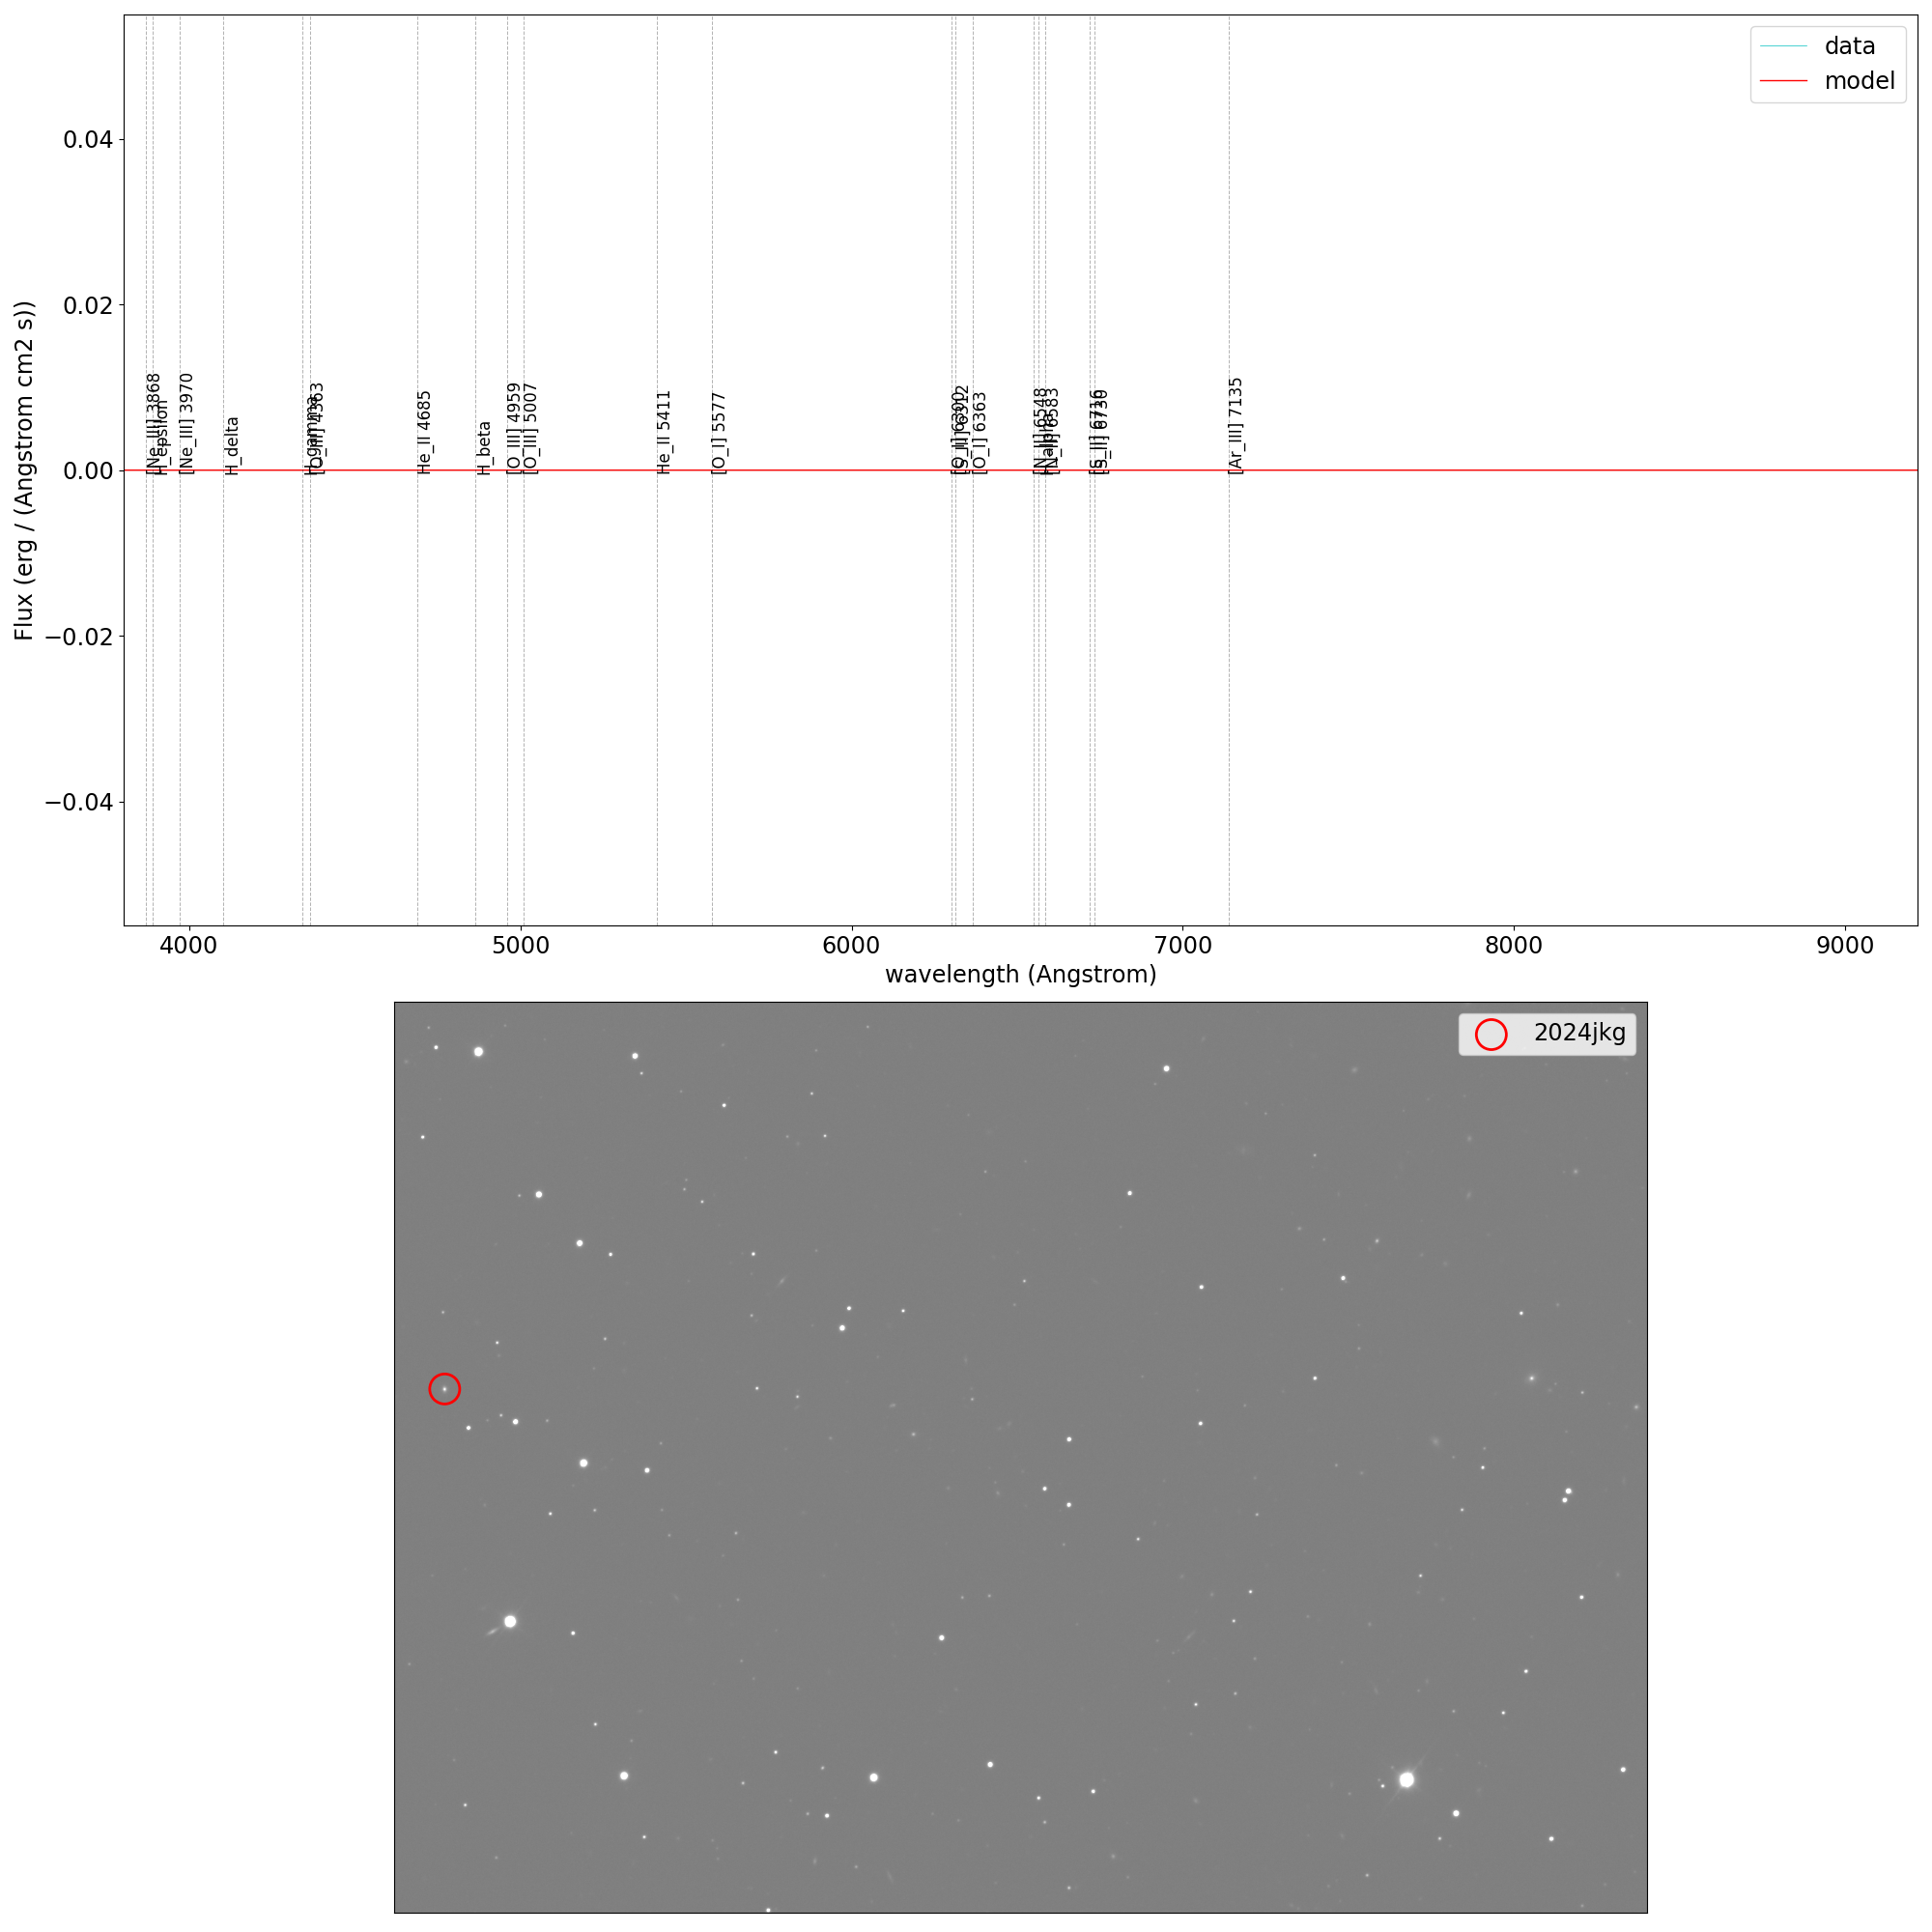 data
model
0.04
0.02
0.00
−0.02
−0.04
Flux (erg / (Angstrom cm2 s))
[Ne_III] 3868
H_epsilon
[Ne_III] 3970
H_delta
H_gamma
[O_III] 4363
He_II 4685
H_beta
[O_III] 4959
[O_III] 5007
He_II 5411
[O_I] 5577
[O_I] 6300
[S_III] 6312
[O_I] 6363
[N_II] 6548
[N_II] 6583
[S_II] 6716
[S_II] 6730
[Ar_III] 7135
4000 5000 6000 7000 8000 9000
wavelength (Angstrom)
2024jkg